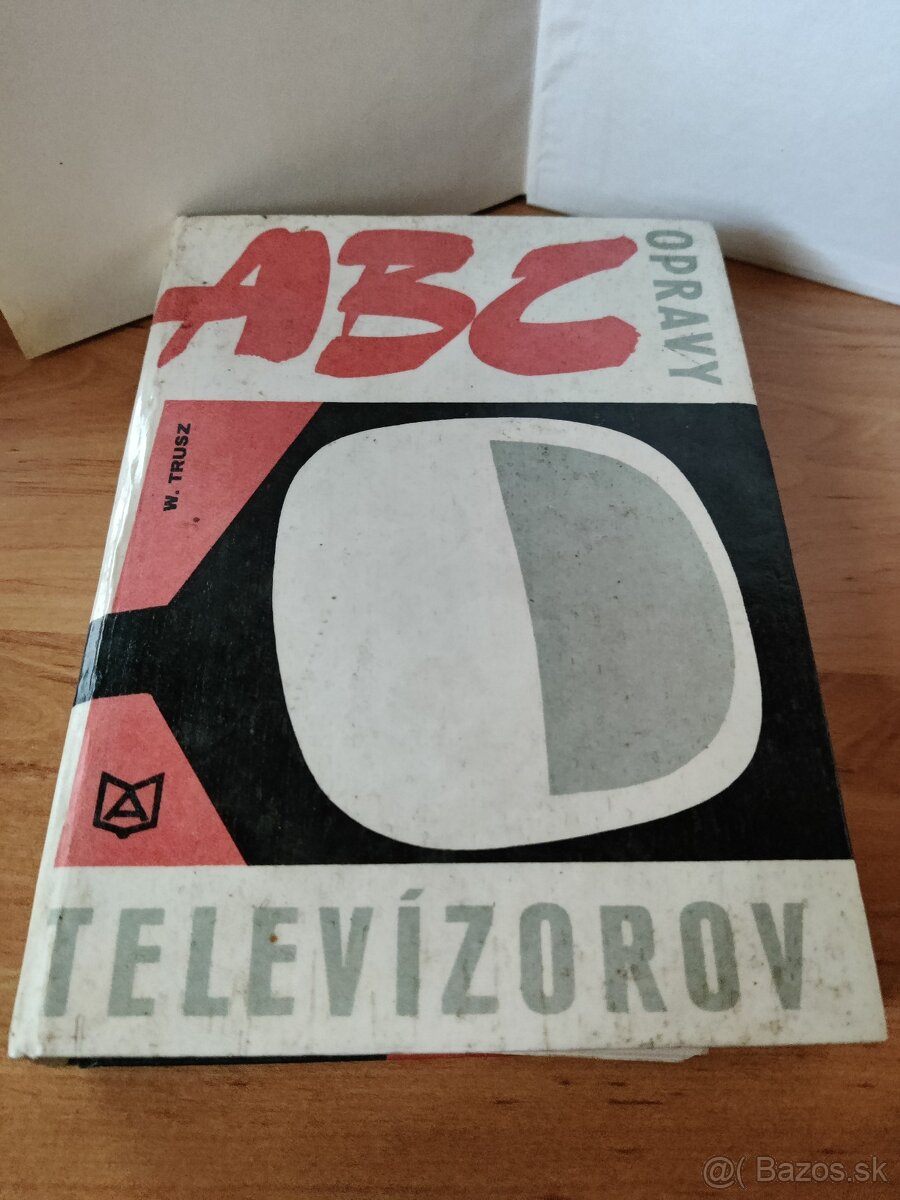 ABC
OPRAVY
W. TRUSZ
A
TELEVÍZOROV
@( Bazos.sk